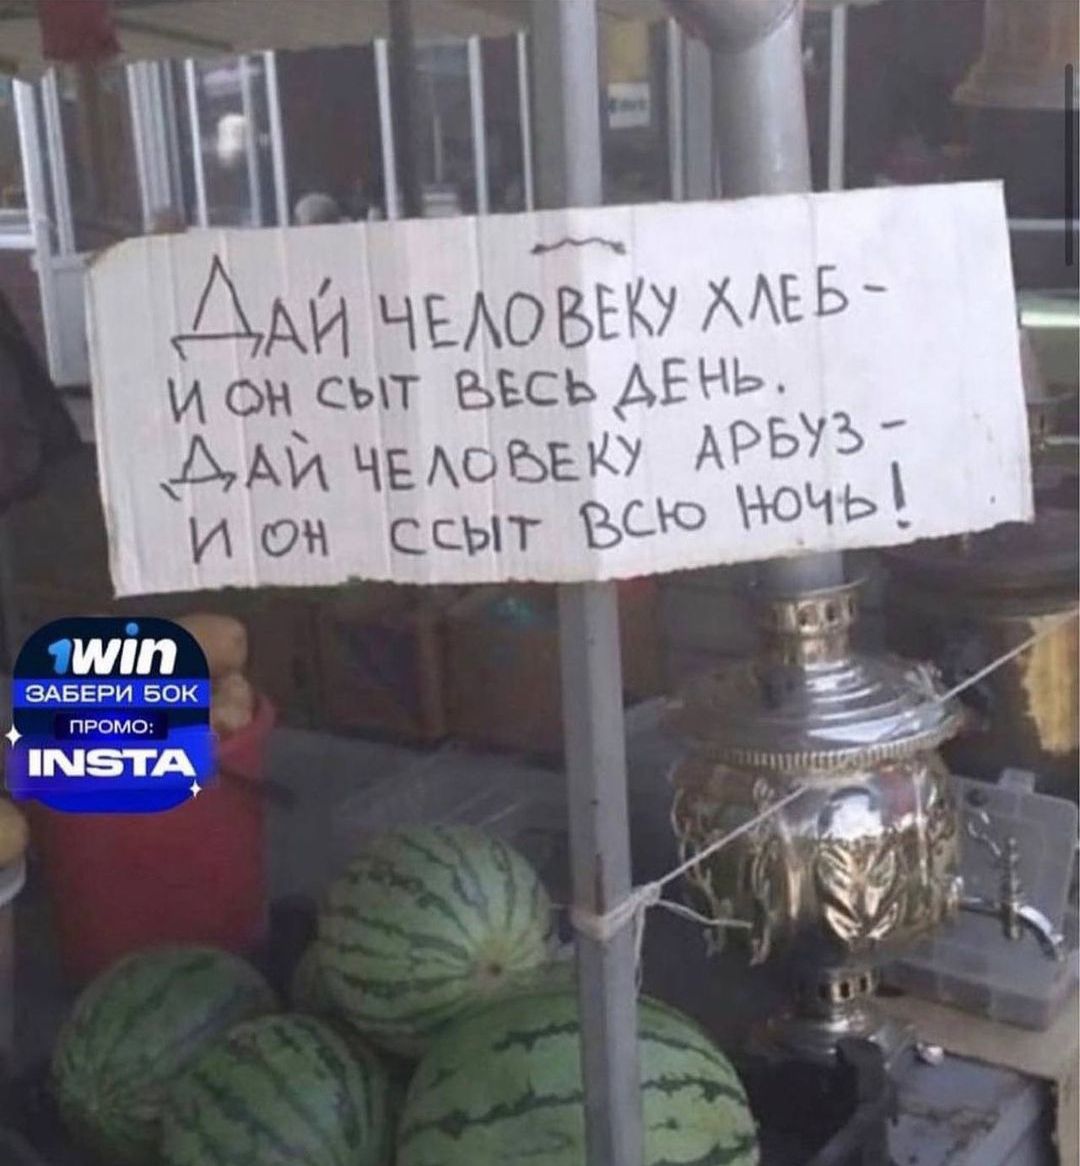 ДАЙ ЧЕЛОВЕКУ ХЛЕБ -
И ОН СЫТ ВЕСЬ ДЕНЬ.
ДАЙ ЧЕЛОВЕКУ АРБУЗ -
И ОН ССЫТ ВСЮ НОЧЬ!
1win
ЗАБЕРИ 50К
ПРОМО:
INSTA